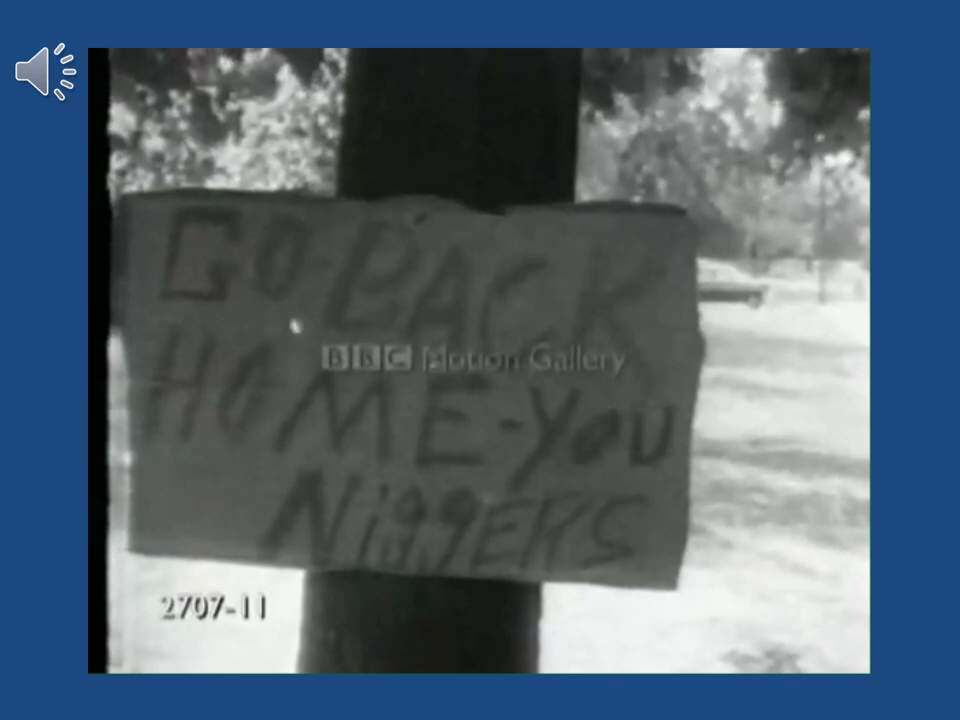 GO-BACK
HOME-YOU
NiggERS
BBC Motion Gallery
2707-11